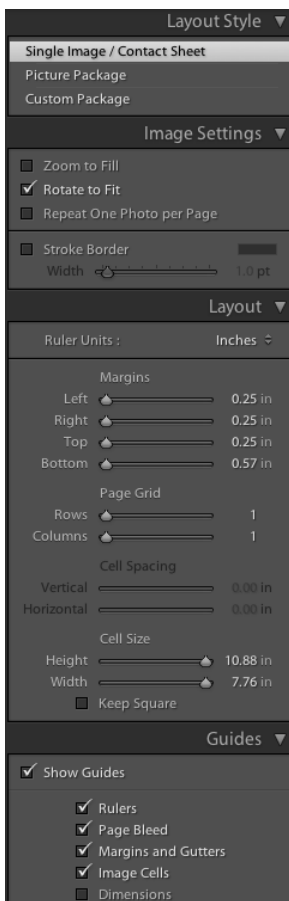 Layout Style
Single Image / Contact Sheet
Picture Package
Custom Package
Image Settings
Zoom to Fill
Rotate to Fit
Repeat One Photo per Page
Stroke Border
Width 1.0 pt
Layout
Ruler Units : Inches
Margins
Left 0.25 in
Right 0.25 in
Top 0.25 in
Bottom 0.57 in
Page Grid
Rows 1
Columns 1
Cell Spacing
Vertical 0.00 in
Horizontal 0.00 in
Cell Size
Height 10.88 in
Width 7.76 in
Keep Square
Guides
Show Guides
Rulers
Page Bleed
Margins and Gutters
Image Cells
Dimensions